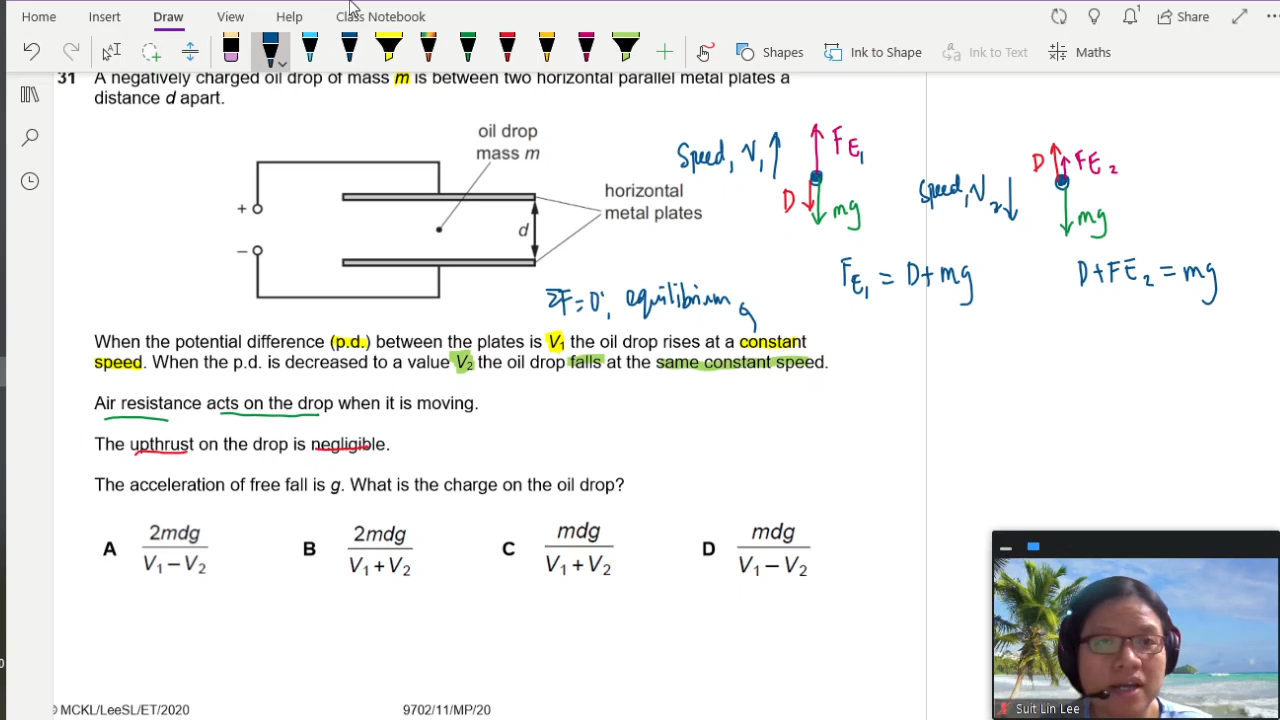 Home Insert Draw View Help Class Notebook Share
Shapes Ink to Shape Ink to Text Maths
31 A negatively charged oil drop of mass m is between two horizontal parallel metal plates a
distance d apart.
oil drop
mass m
horizontal
metal plates
+
−
d
Speed, V₁ ↑
F E₁
D
mg
Speed, V₂ ↓
D
FE₂
mg
F E₁ = D + mg
D + FE₂ = mg
ΣF = 0, equilibrium
When the potential difference (p.d.) between the plates is V₁ the oil drop rises at a constant
speed. When the p.d. is decreased to a value V₂ the oil drop falls at the same constant speed.
Air resistance acts on the drop when it is moving.
The upthrust on the drop is negligible.
The acceleration of free fall is g. What is the charge on the oil drop?
A 2mdg / V₁ − V₂ B 2mdg / V₁ + V₂ C mdg / V₁ + V₂ D mdg / V₁ − V₂
© MCKL/LeeSL/ET/2020 9702/11/MP/20
Suit Lin Lee